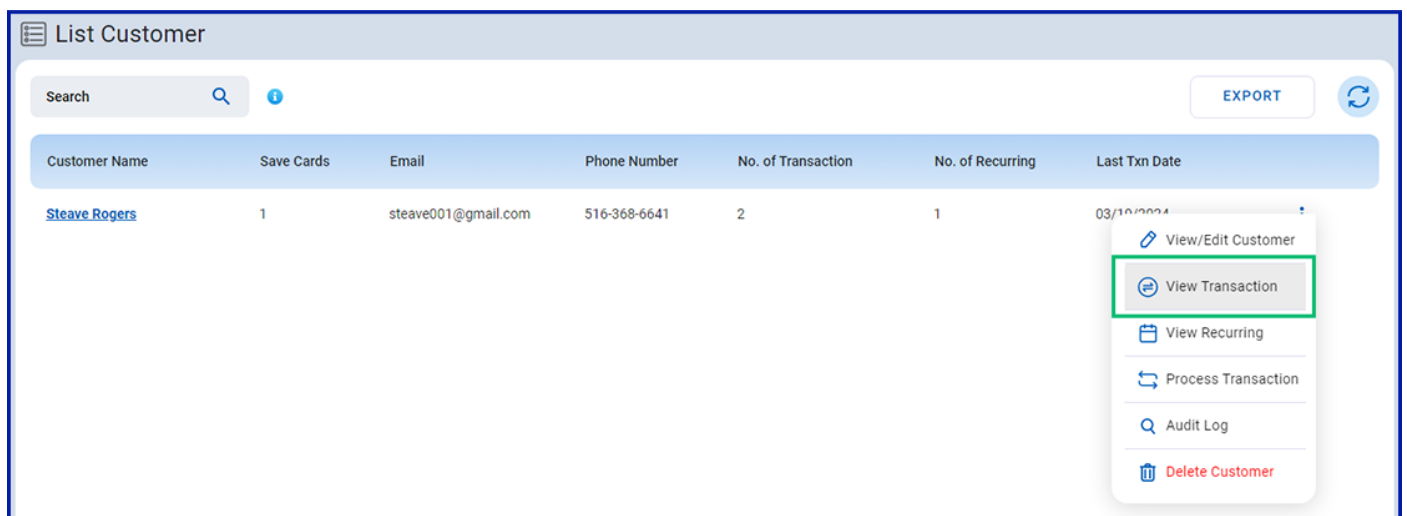 List Customer
Search
EXPORT
Customer Name Save Cards Email Phone Number No. of Transaction No. of Recurring Last Txn Date
Steave Rogers 1 steave001@gmail.com 516-368-6641 2 1
View/Edit Customer
View Transaction
View Recurring
Process Transaction
Audit Log
Delete Customer